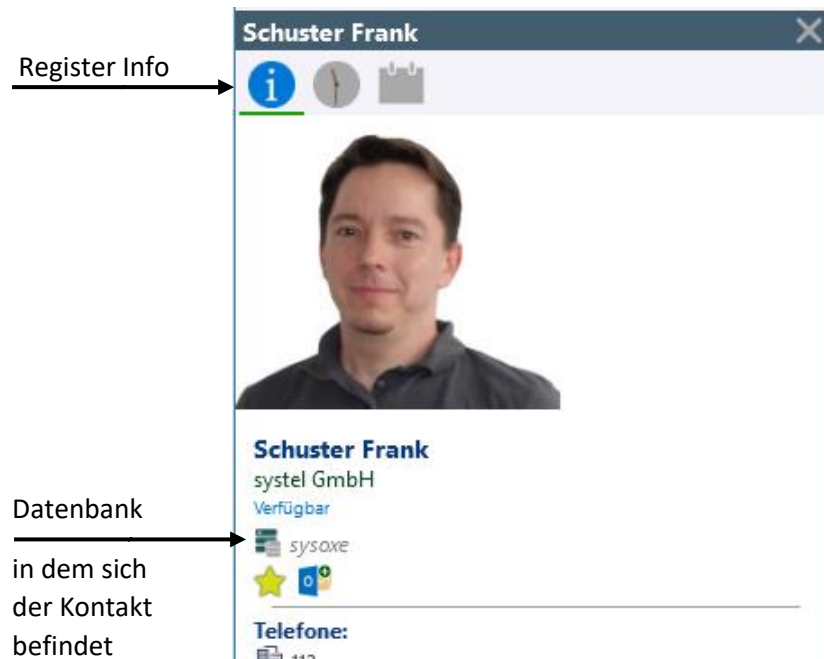 Schuster Frank
Register Info
Schuster Frank
systel GmbH
Verfügbar
Datenbank
sysoxe
in dem sich
der Kontakt
befindet
Telefone: